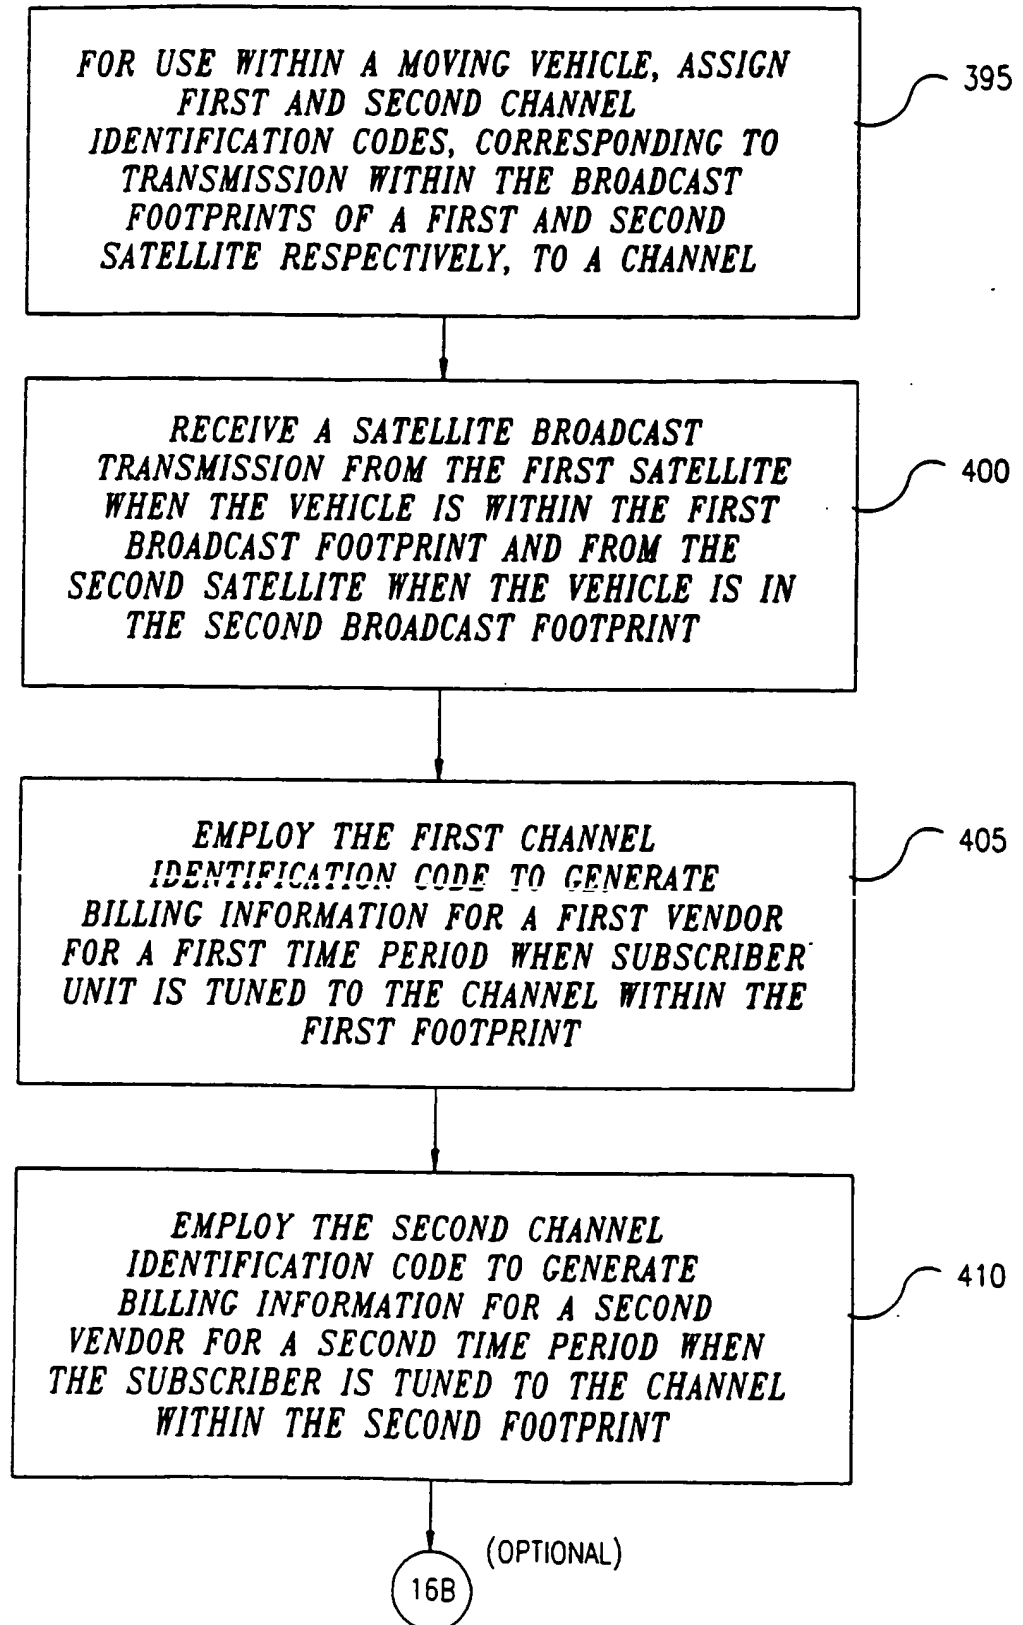 FOR USE WITHIN A MOVING VEHICLE, ASSIGN
FIRST AND SECOND CHANNEL
IDENTIFICATION CODES, CORRESPONDING TO
TRANSMISSION WITHIN THE BROADCAST
FOOTPRINTS OF A FIRST AND SECOND
SATELLITE RESPECTIVELY, TO A CHANNEL
395
RECEIVE A SATELLITE BROADCAST
TRANSMISSION FROM THE FIRST SATELLITE
WHEN THE VEHICLE IS WITHIN THE FIRST
BROADCAST FOOTPRINT AND FROM THE
SECOND SATELLITE WHEN THE VEHICLE IS IN
THE SECOND BROADCAST FOOTPRINT
400
EMPLOY THE FIRST CHANNEL
IDENTIFICATION CODE TO GENERATE
BILLING INFORMATION FOR A FIRST VENDOR
FOR A FIRST TIME PERIOD WHEN SUBSCRIBER
UNIT IS TUNED TO THE CHANNEL WITHIN THE
FIRST FOOTPRINT
405
EMPLOY THE SECOND CHANNEL
IDENTIFICATION CODE TO GENERATE
BILLING INFORMATION FOR A SECOND
VENDOR FOR A SECOND TIME PERIOD WHEN
THE SUBSCRIBER IS TUNED TO THE CHANNEL
WITHIN THE SECOND FOOTPRINT
410
(OPTIONAL)
16B